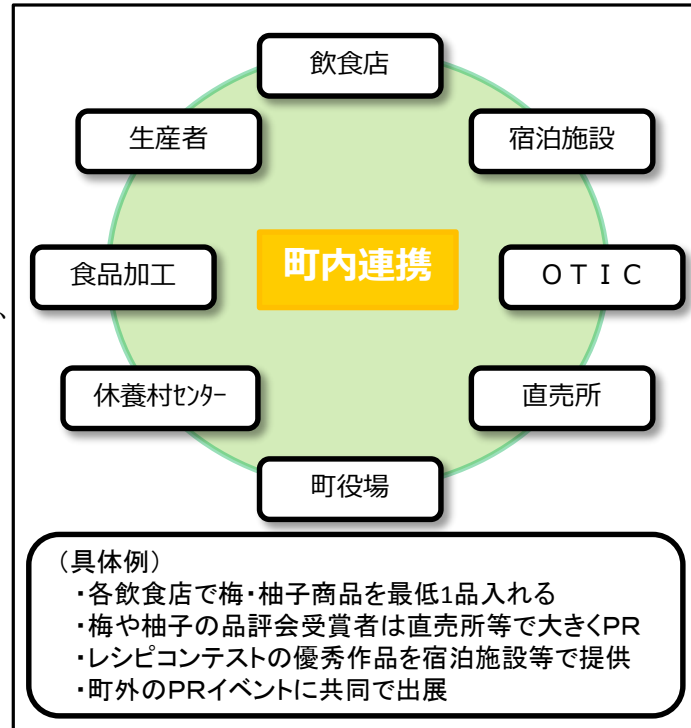 飲食店
生産者
宿泊施設
町内連携
食品加工
ＯＴＩＣ
、
休養村ｾﾝﾀｰ
直売所
町役場
（具体例）
・各飲食店で梅・柚子商品を最低1品入れる
・梅や柚子の品評会受賞者は直売所等で大きくＰＲ
・レシピコンテストの優秀作品を宿泊施設等で提供
・町外のＰＲイベントに共同で出展